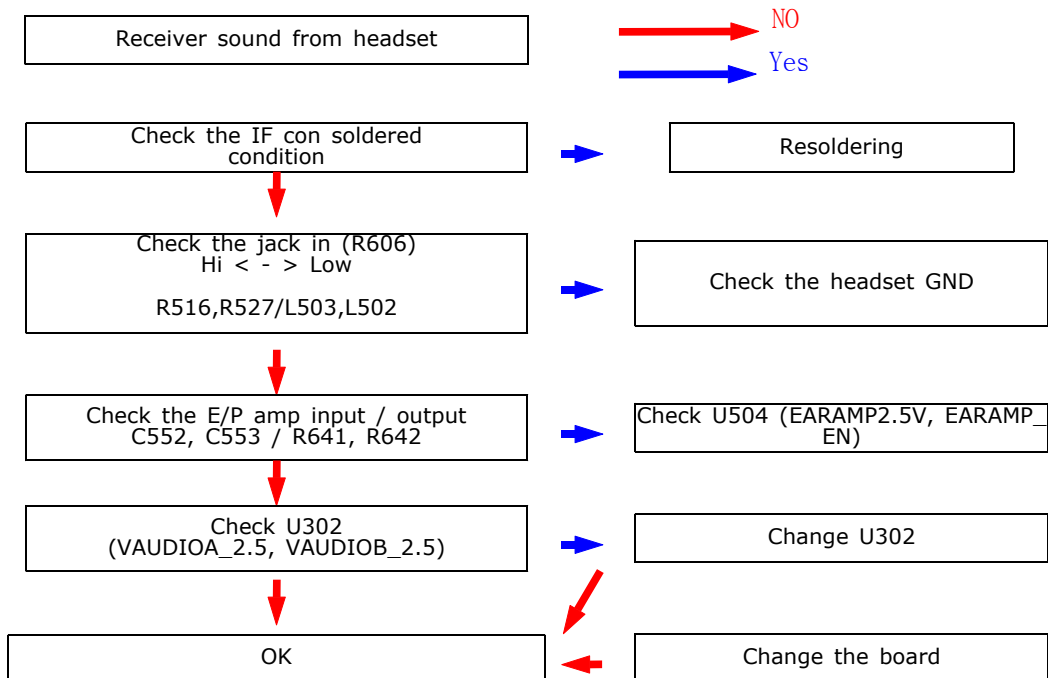 Receiver sound from headset
NO
Yes
Check the IF con soldered
condition
Resoldering
Check the jack in (R606)
Hi < - > Low
R516,R527/L503,L502
Check the headset GND
Check the E/P amp input / output
C552, C553 / R641, R642
Check U504 (EARAMP2.5V, EARAMP_
EN)
Check U302
(VAUDIOA_2.5, VAUDIOB_2.5)
Change U302
OK
Change the board